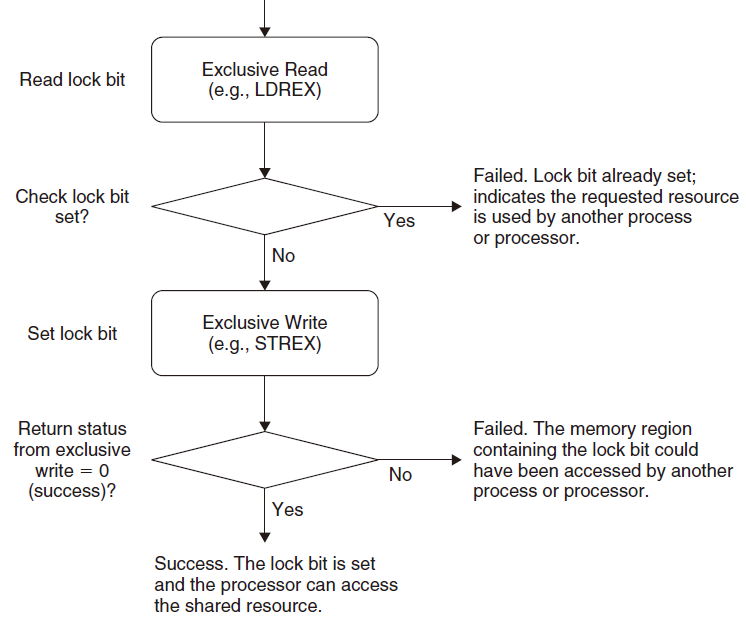 Read lock bit
Exclusive Read
(e.g., LDREX)
Check lock bit
set?
Yes
Failed. Lock bit already set;
indicates the requested resource
is used by another process
or processor.
No
Set lock bit
Exclusive Write
(e.g., STREX)
Return status
from exclusive
write = 0
(success)?
No
Failed. The memory region
containing the lock bit could
have been accessed by another
process or processor.
Yes
Success. The lock bit is set
and the processor can access
the shared resource.